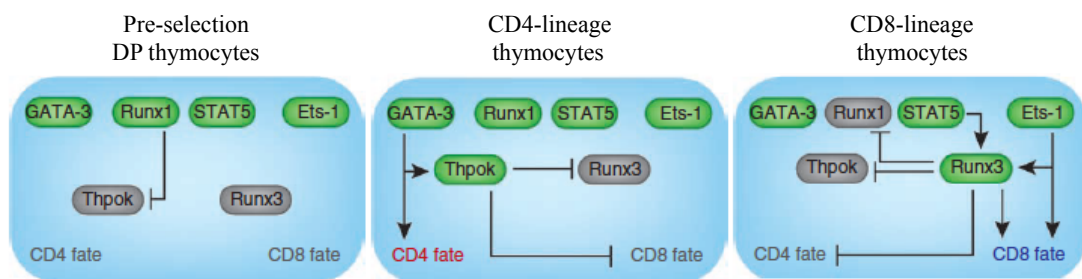 Pre-selection
DP thymocytes
CD4-lineage
thymocytes
CD8-lineage
thymocytes
GATA-3 Runx1 STAT5 Ets-1
Thpok Runx3
CD4 fate CD8 fate
GATA-3 Runx1 STAT5 Ets-1
Thpok Runx3
CD4 fate CD8 fate
GATA-3 Runx1 STAT5 Ets-1
Thpok Runx3
CD4 fate CD8 fate